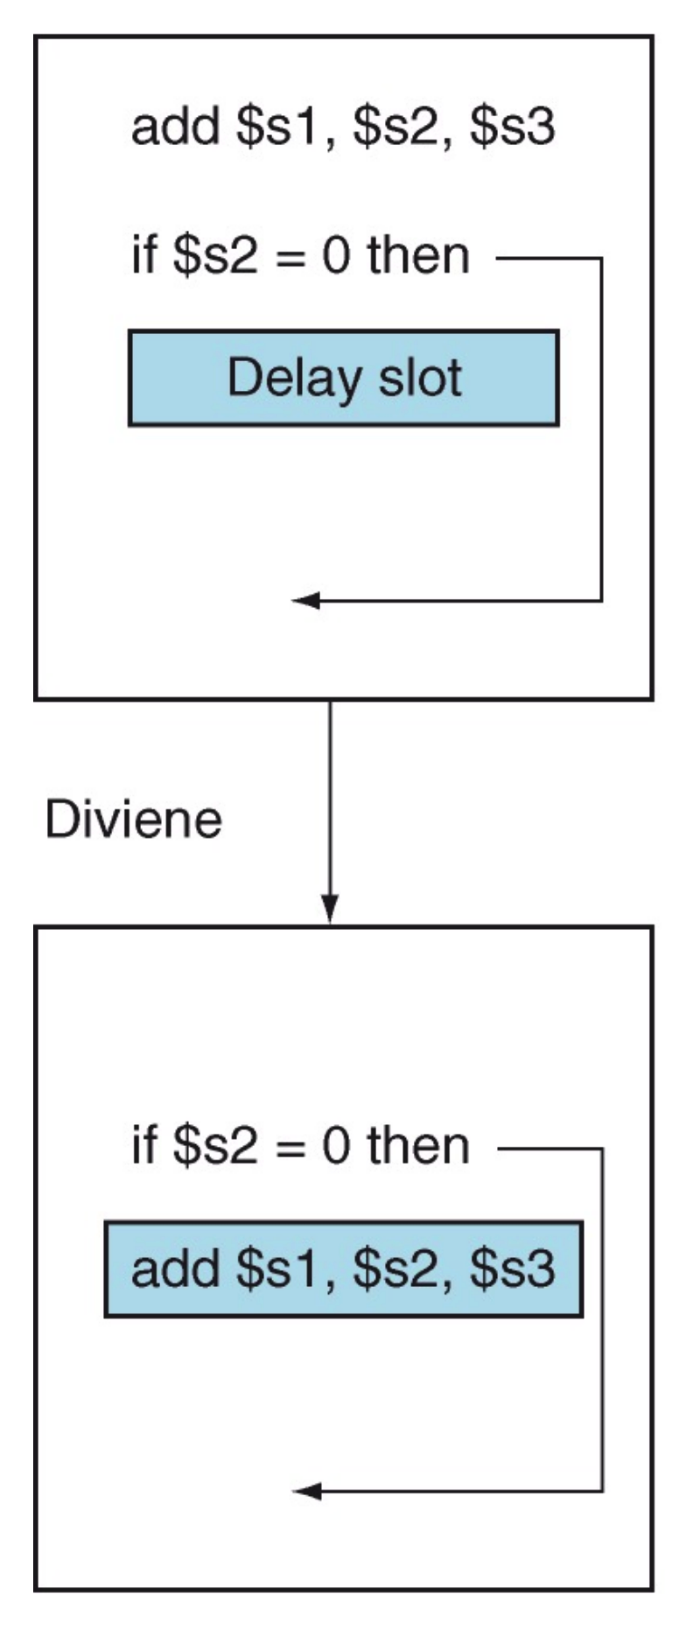 add $s1, $s2, $s3
if $s2 = 0 then
Delay slot
Diviene
if $s2 = 0 then
add $s1, $s2, $s3